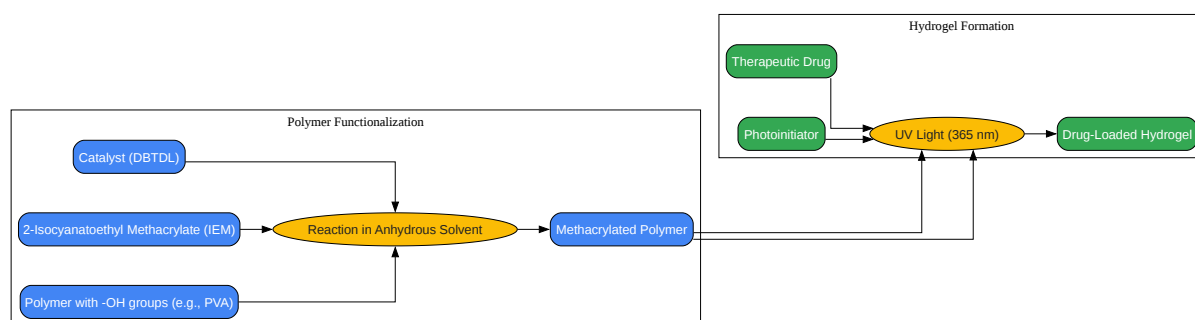 Hydrogel Formation
Therapeutic Drug
Photoinitiator
UV Light (365 nm)
Drug-Loaded Hydrogel
Polymer Functionalization
Catalyst (DBTDL)
2-Isocyanatoethyl Methacrylate (IEM)
Reaction in Anhydrous Solvent
Methacrylated Polymer
Polymer with -OH groups (e.g., PVA)